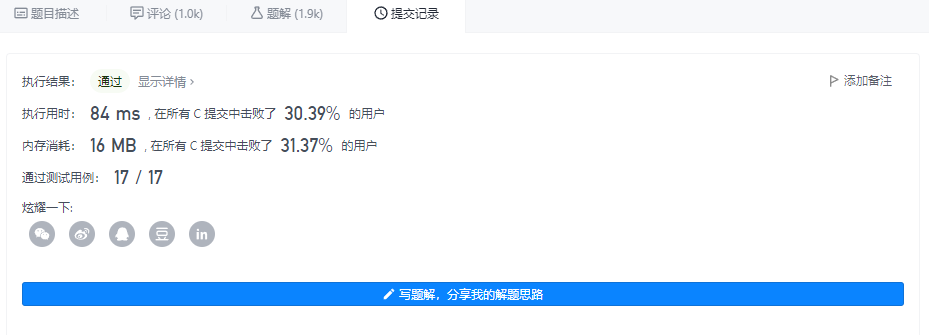 题目描述 评论 (1.0k) 题解 (1.9k) 提交记录
执行结果： 通过 显示详情 › 添加备注
执行用时： 84 ms , 在所有 C 提交中击败了 30.39% 的用户
内存消耗： 16 MB , 在所有 C 提交中击败了 31.37% 的用户
通过测试用例： 17 / 17
炫耀一下:
豆 in
写题解，分享我的解题思路